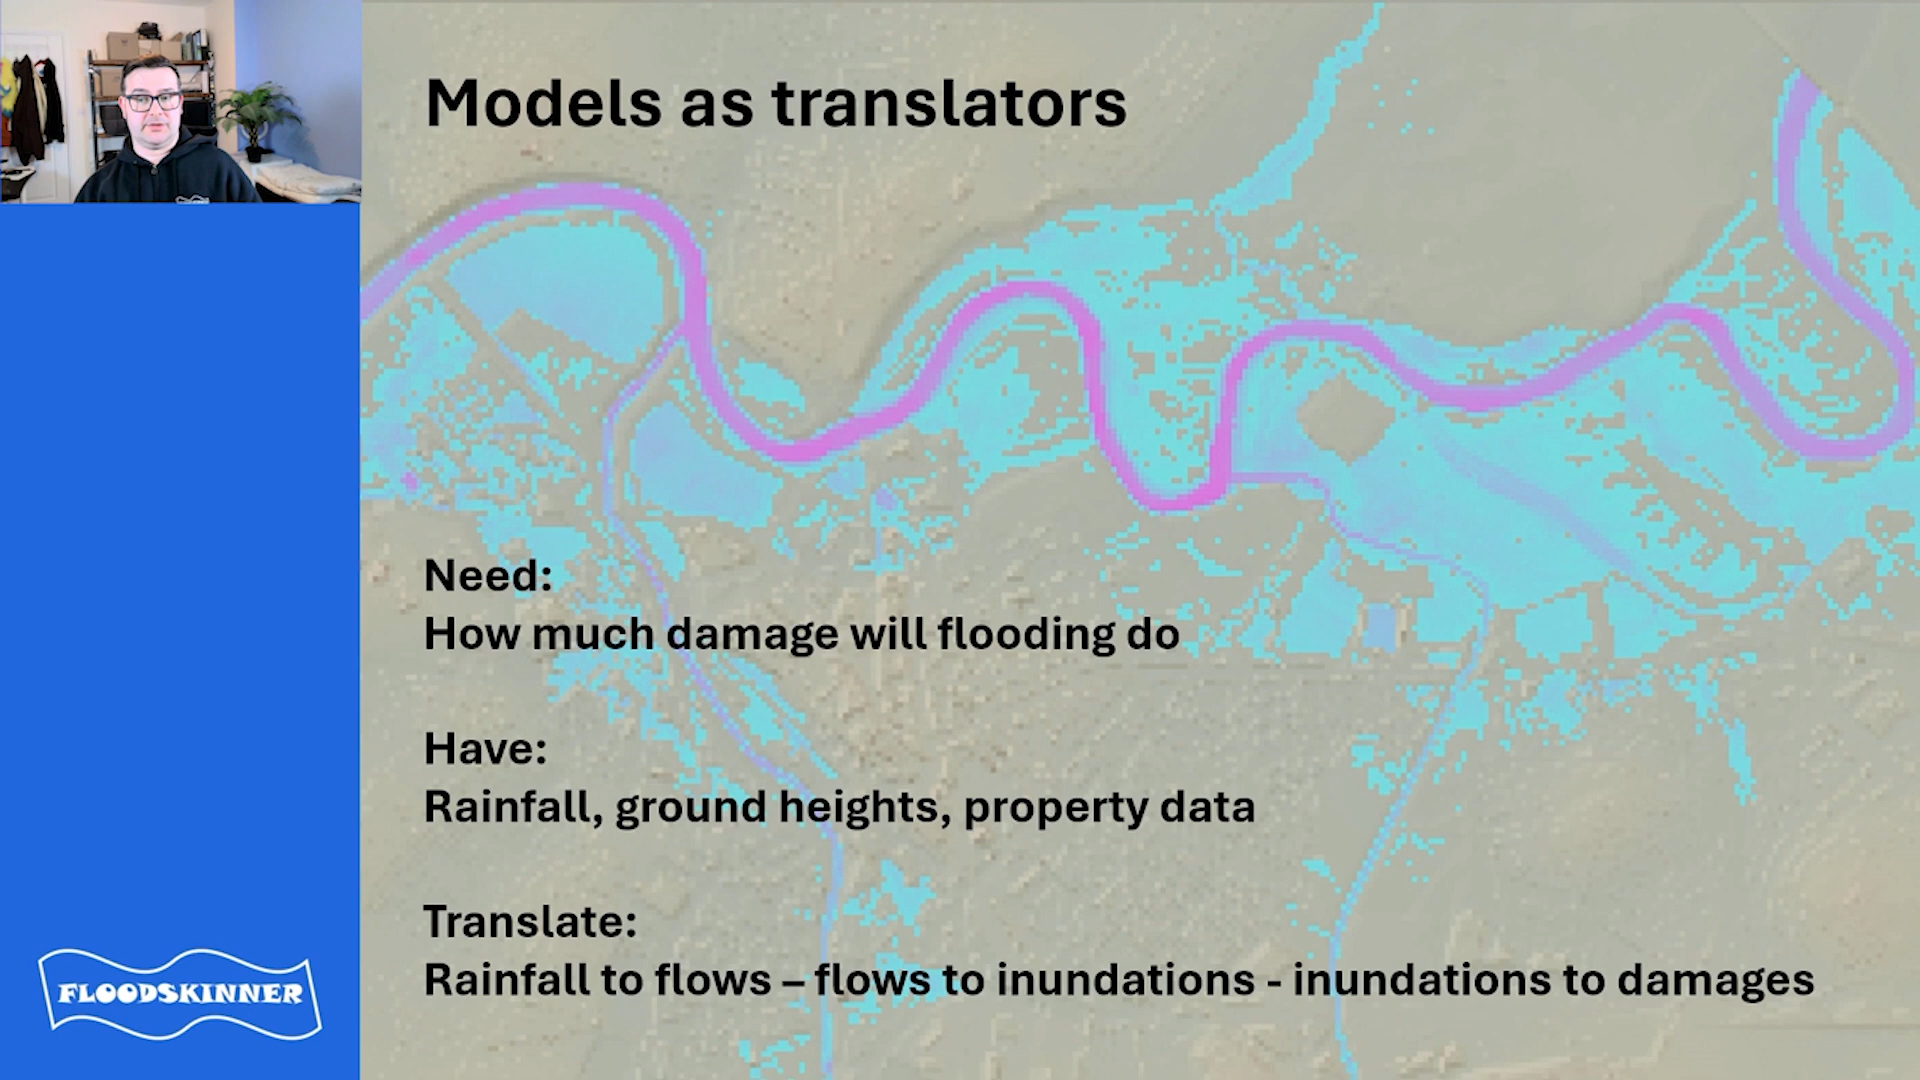 Models as translators
Need:
How much damage will flooding do
Have:
Rainfall, ground heights, property data
Translate:
Rainfall to flows – flows to inundations - inundations to damages
FLOODSKINNER